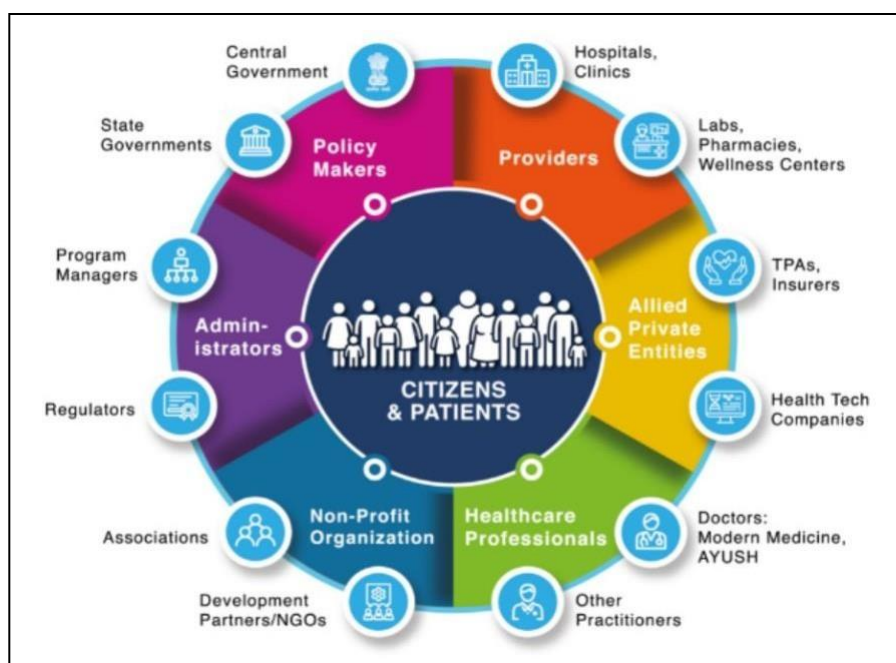 Central
Government
Hospitals,
Clinics
State
Governments
Policy
Makers
Providers
Labs,
Pharmacies,
Wellness Centers
Program
Managers
TPAs,
Insurers
Admin-
istrators
Allied
Private
Entities
CITIZENS
& PATIENTS
Regulators
Health Tech
Companies
Associations
Non-Profit
Organization
Healthcare
Professionals
Doctors:
Modern Medicine,
AYUSH
Development
Partners/NGOs
Other
Practitioners